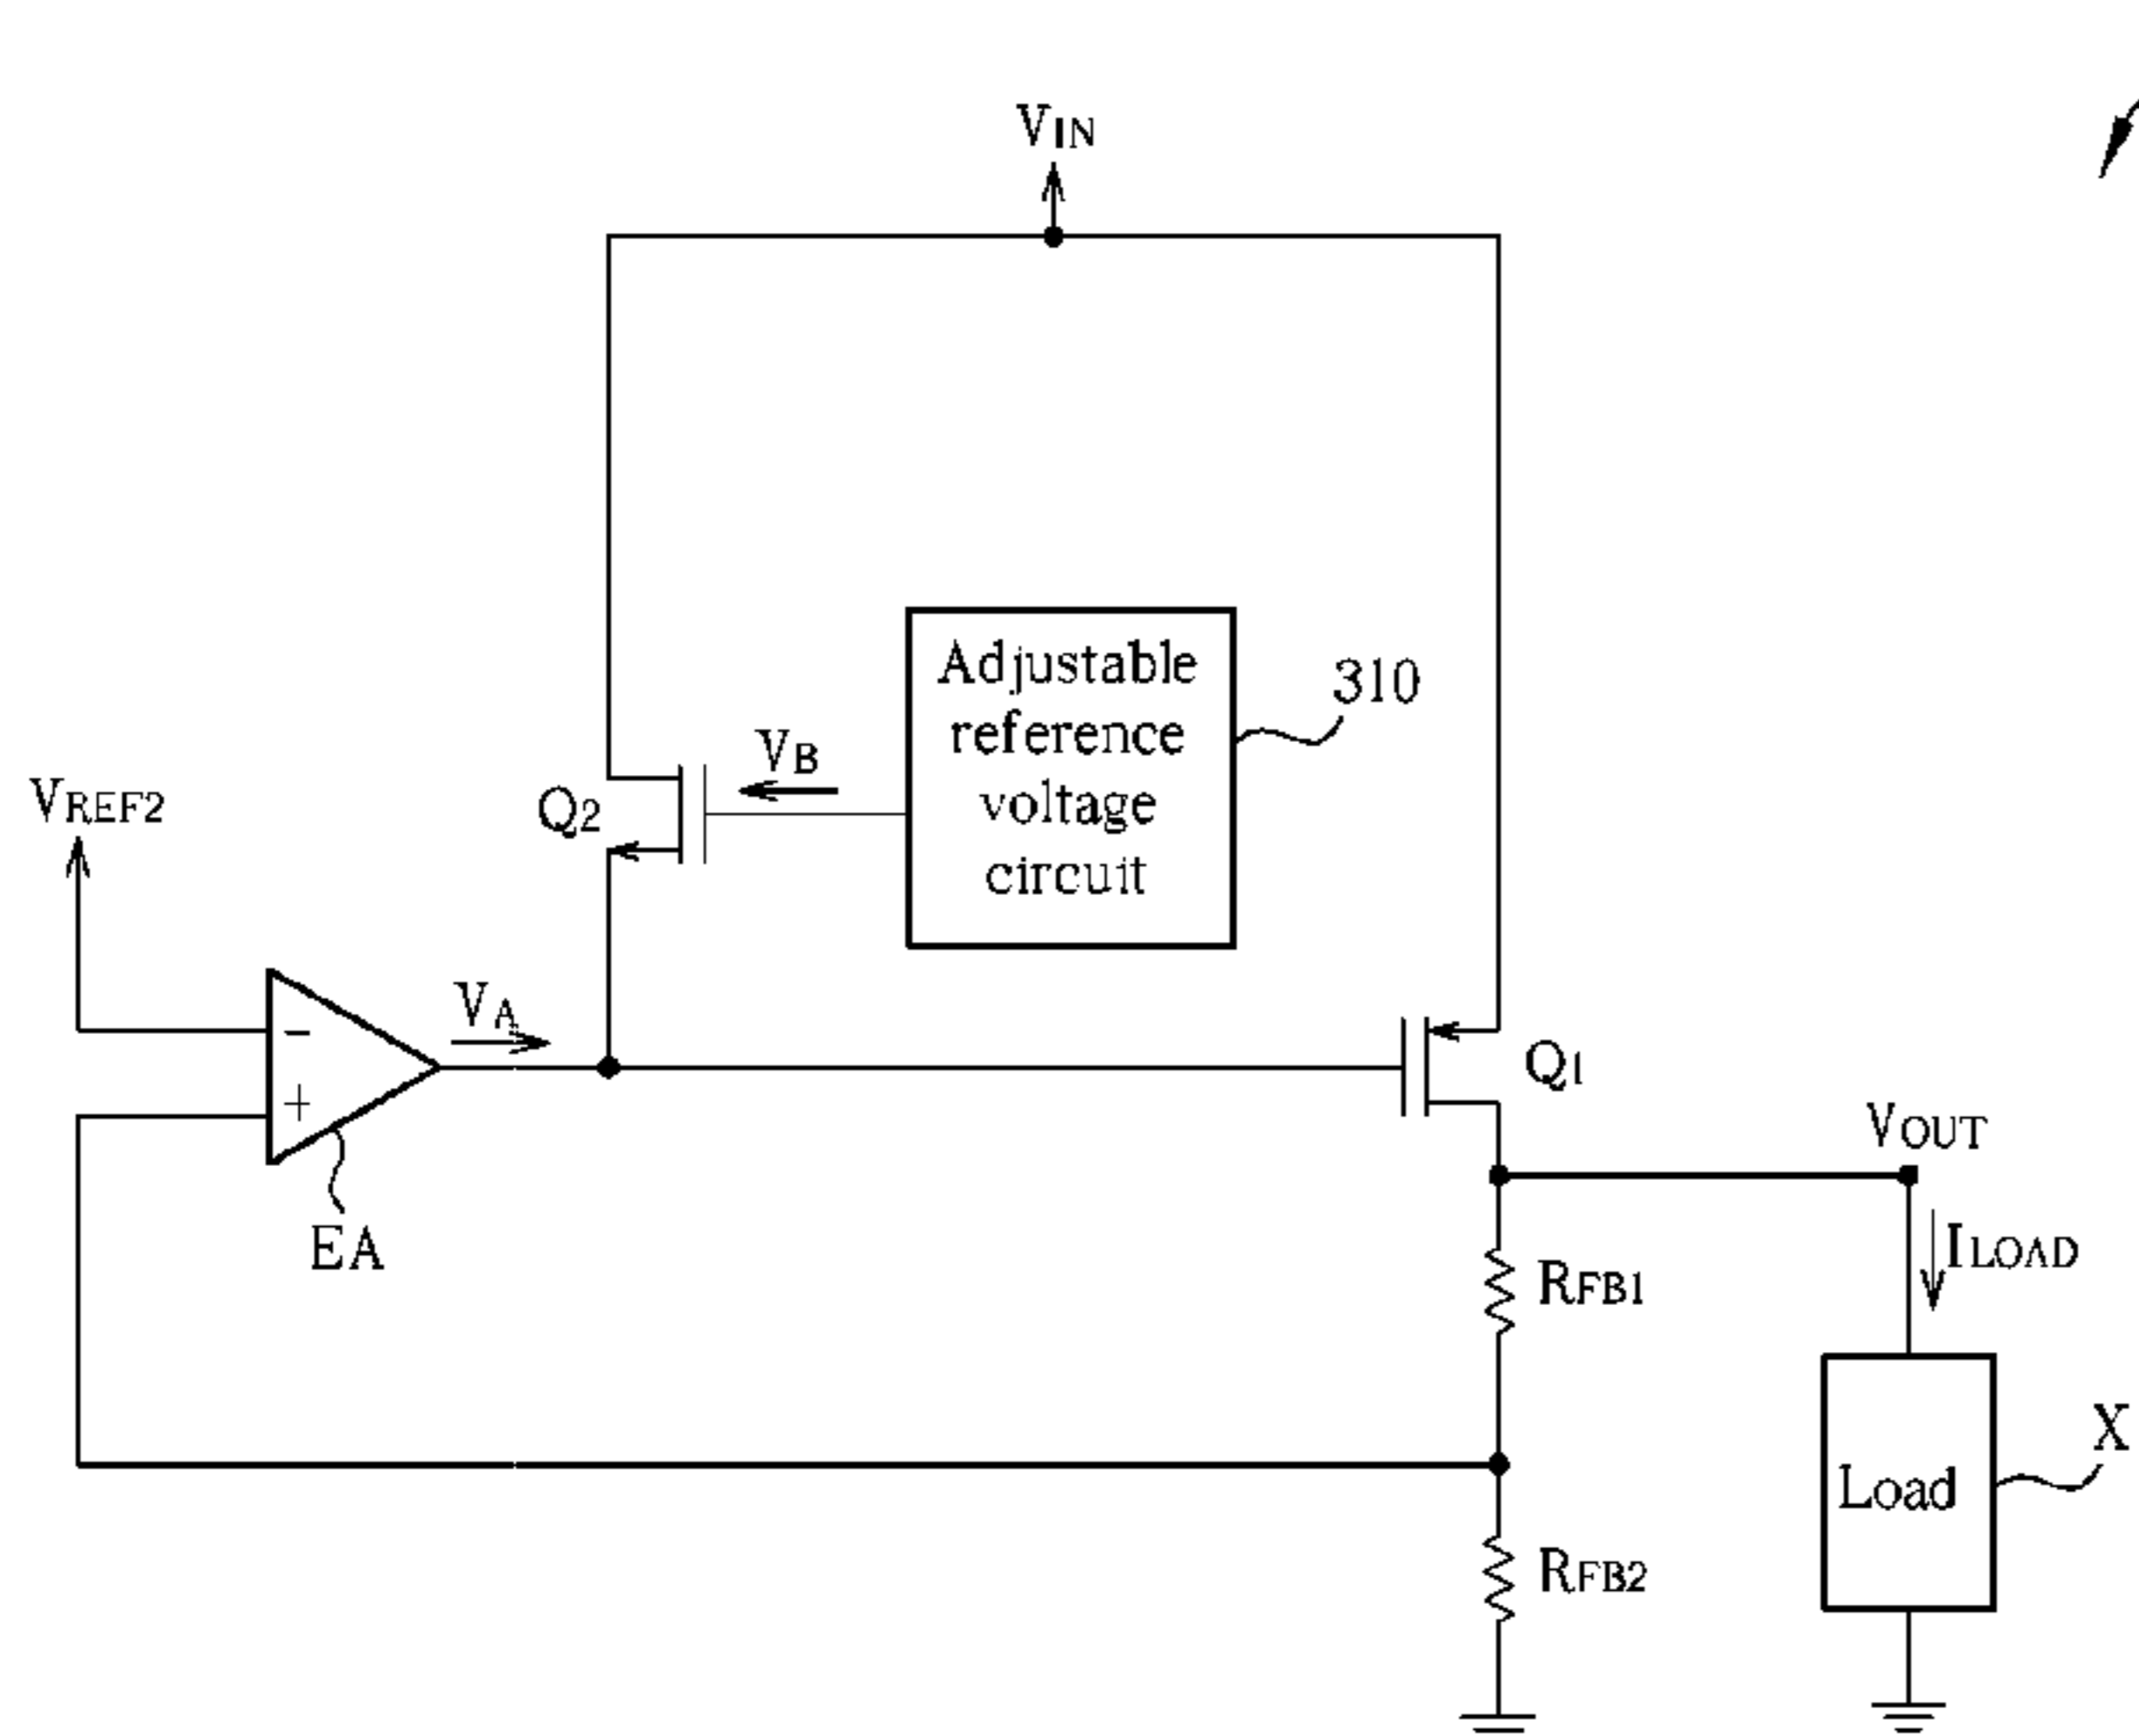 VIN
Adjustable
reference
voltage
circuit
310
VB
Q2
VREF2
VA
−
+
EA
Q1
VOUT
ILOAD
RFB1
X
Load
RFB2